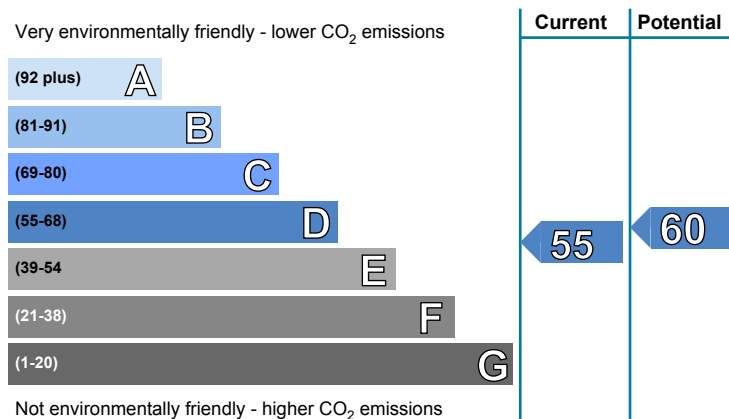 Very environmentally friendly - lower CO₂ emissions
Current
Potential
(92 plus) A
(81-91) B
(69-80) C
(55-68) D
(39-54 E
(21-38) F
(1-20) G
55
60
Not environmentally friendly - higher CO₂ emissions